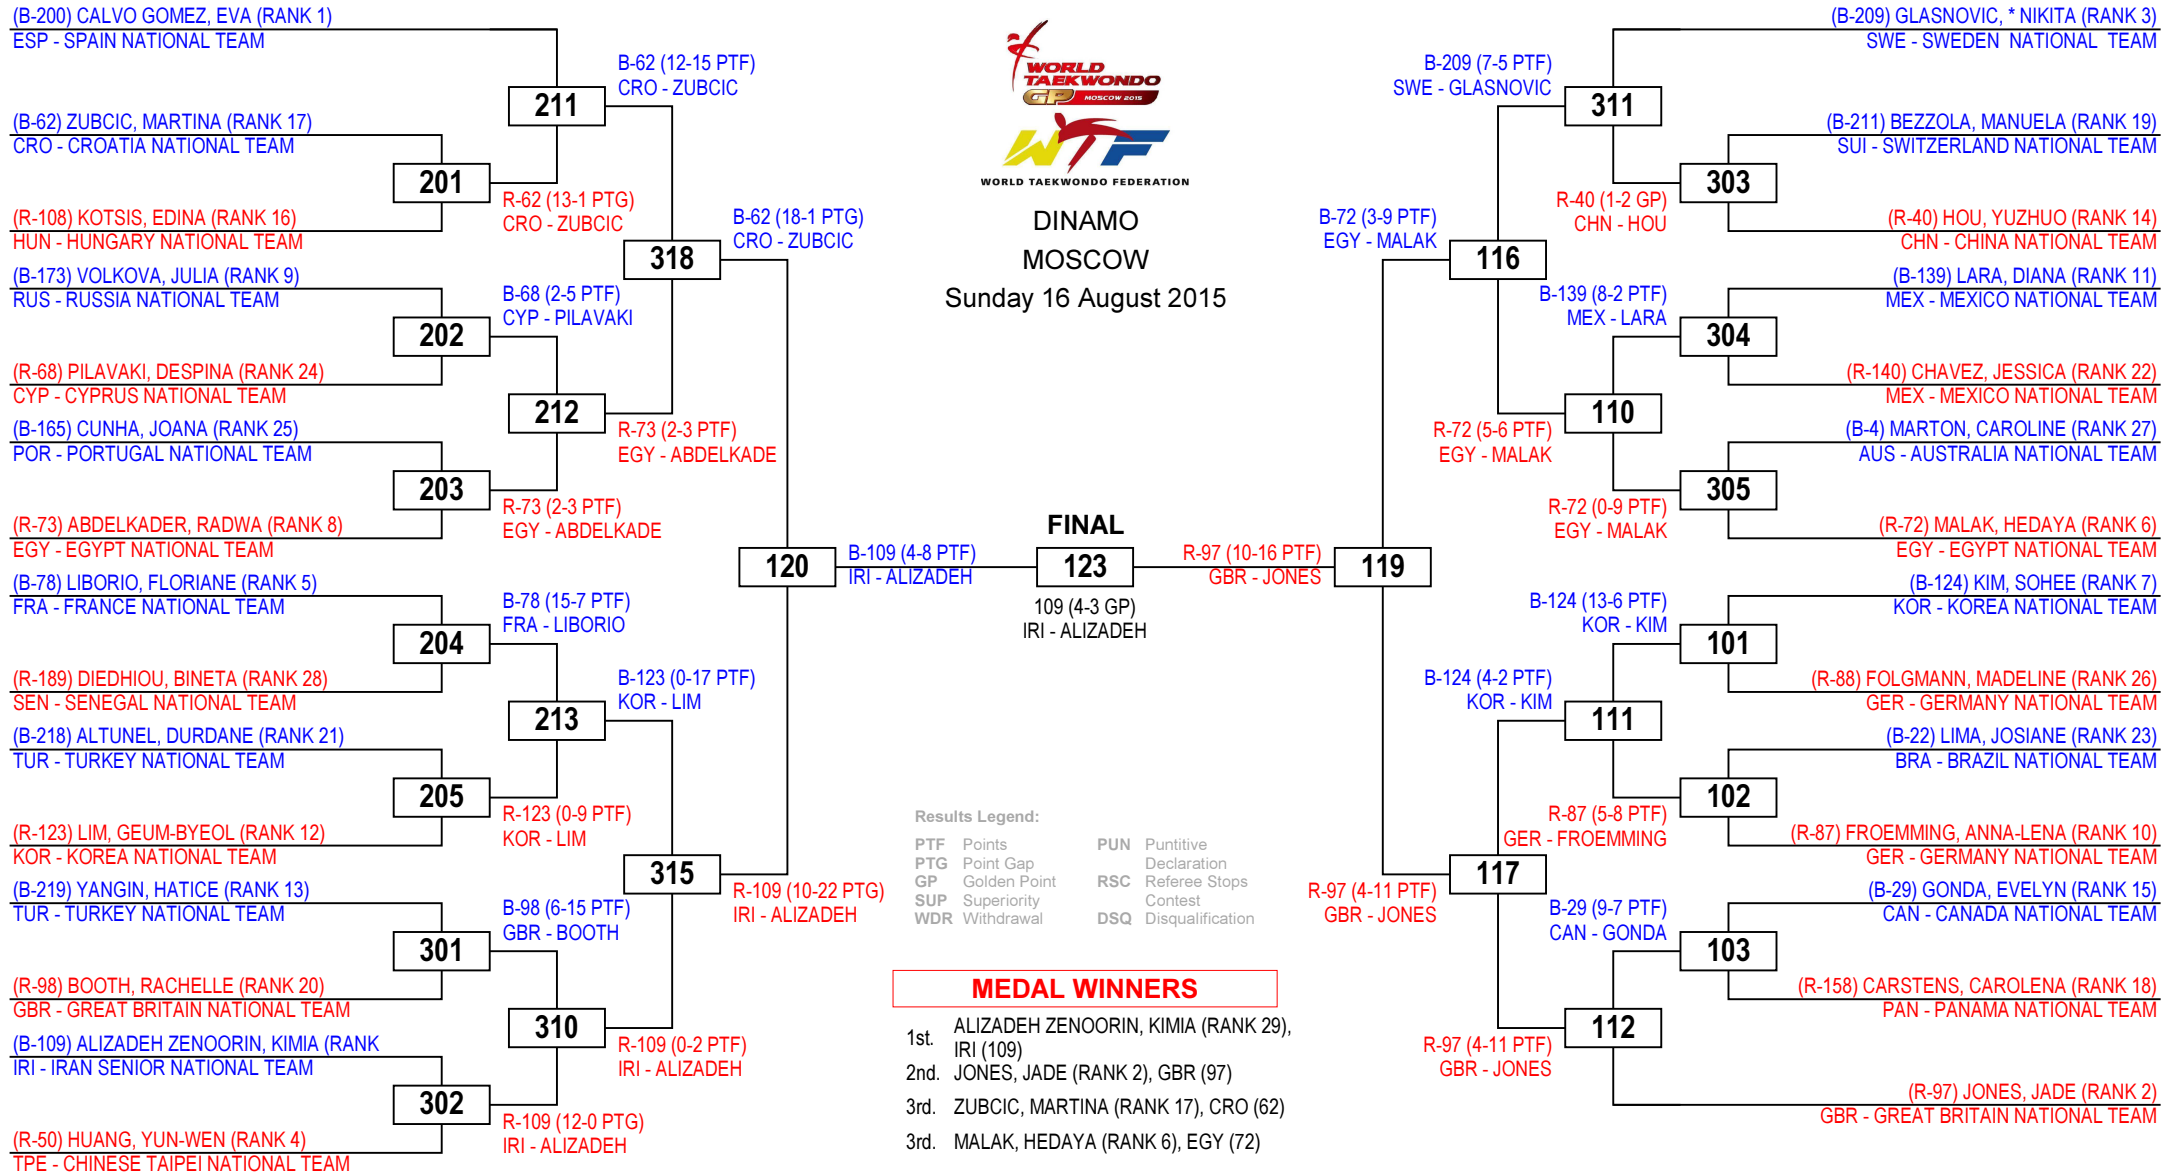 (B-200) CALVO GOMEZ, EVA (RANK 1)
ESP - SPAIN NATIONAL TEAM
(B-62) ZUBCIC, MARTINA (RANK 17)
CRO - CROATIA NATIONAL TEAM
(R-108) KOTSIS, EDINA (RANK 16)
HUN - HUNGARY NATIONAL TEAM
(B-173) VOLKOVA, JULIA (RANK 9)
RUS - RUSSIA NATIONAL TEAM
(R-68) PILAVAKI, DESPINA (RANK 24)
CYP - CYPRUS NATIONAL TEAM
(B-165) CUNHA, JOANA (RANK 25)
POR - PORTUGAL NATIONAL TEAM
(R-73) ABDELKADER, RADWA (RANK 8)
EGY - EGYPT NATIONAL TEAM
(B-78) LIBORIO, FLORIANE (RANK 5)
FRA - FRANCE NATIONAL TEAM
(R-189) DIEDHIOU, BINETA (RANK 28)
SEN - SENEGAL NATIONAL TEAM
(B-218) ALTUNEL, DURDANE (RANK 21)
TUR - TURKEY NATIONAL TEAM
(R-123) LIM, GEUM-BYEOL (RANK 12)
KOR - KOREA NATIONAL TEAM
(B-219) YANGIN, HATICE (RANK 13)
TUR - TURKEY NATIONAL TEAM
(R-98) BOOTH, RACHELLE (RANK 20)
GBR - GREAT BRITAIN NATIONAL TEAM
(B-109) ALIZADEH ZENOORIN, KIMIA (RANK
IRI - IRAN SENIOR NATIONAL TEAM
(R-50) HUANG, YUN-WEN (RANK 4)
TPE - CHINESE TAIPEI NATIONAL TEAM
201
202
203
204
205
301
302
R-62 (13-1 PTG)
CRO - ZUBCIC
B-68 (2-5 PTF)
CYP - PILAVAKI
R-73 (2-3 PTF)
EGY - ABDELKADE
B-78 (15-7 PTF)
FRA - LIBORIO
R-123 (0-9 PTF)
KOR - LIM
B-98 (6-15 PTF)
GBR - BOOTH
R-109 (12-0 PTG)
IRI - ALIZADEH
211
212
213
310
B-62 (12-15 PTF)
CRO - ZUBCIC
R-73 (2-3 PTF)
EGY - ABDELKADE
B-123 (0-17 PTF)
KOR - LIM
R-109 (0-2 PTF)
IRI - ALIZADEH
318
315
B-62 (18-1 PTG)
CRO - ZUBCIC
R-109 (10-22 PTG)
IRI - ALIZADEH
120
B-109 (4-8 PTF)
IRI - ALIZADEH
WORLD
TAEKWONDO
GP MOSCOW 2015
WTF
WORLD TAEKWONDO FEDERATION
DINAMO
MOSCOW
Sunday 16 August 2015
FINAL
123
109 (4-3 GP)
IRI - ALIZADEH
Results Legend:
PTF Points
PTG Point Gap
GP Golden Point
SUP Superiority
WDR Withdrawal
PUN Puntitive
Declaration
RSC Referee Stops
Contest
DSQ Disqualification
MEDAL WINNERS
1st. ALIZADEH ZENOORIN, KIMIA (RANK 29),
IRI (109)
2nd. JONES, JADE (RANK 2), GBR (97)
3rd. ZUBCIC, MARTINA (RANK 17), CRO (62)
3rd. MALAK, HEDAYA (RANK 6), EGY (72)
R-97 (10-16 PTF)
GBR - JONES
119
B-72 (3-9 PTF)
EGY - MALAK
R-97 (4-11 PTF)
GBR - JONES
116
117
B-209 (7-5 PTF)
SWE - GLASNOVIC
R-72 (5-6 PTF)
EGY - MALAK
B-124 (4-2 PTF)
KOR - KIM
R-97 (4-11 PTF)
GBR - JONES
311
110
111
112
R-40 (1-2 GP)
CHN - HOU
B-139 (8-2 PTF)
MEX - LARA
R-72 (0-9 PTF)
EGY - MALAK
B-124 (13-6 PTF)
KOR - KIM
R-87 (5-8 PTF)
GER - FROEMMING
B-29 (9-7 PTF)
CAN - GONDA
303
304
305
101
102
103
(B-209) GLASNOVIC, * NIKITA (RANK 3)
SWE - SWEDEN NATIONAL TEAM
(B-211) BEZZOLA, MANUELA (RANK 19)
SUI - SWITZERLAND NATIONAL TEAM
(R-40) HOU, YUZHUO (RANK 14)
CHN - CHINA NATIONAL TEAM
(B-139) LARA, DIANA (RANK 11)
MEX - MEXICO NATIONAL TEAM
(R-140) CHAVEZ, JESSICA (RANK 22)
MEX - MEXICO NATIONAL TEAM
(B-4) MARTON, CAROLINE (RANK 27)
AUS - AUSTRALIA NATIONAL TEAM
(R-72) MALAK, HEDAYA (RANK 6)
EGY - EGYPT NATIONAL TEAM
(B-124) KIM, SOHEE (RANK 7)
KOR - KOREA NATIONAL TEAM
(R-88) FOLGMANN, MADELINE (RANK 26)
GER - GERMANY NATIONAL TEAM
(B-22) LIMA, JOSIANE (RANK 23)
BRA - BRAZIL NATIONAL TEAM
(R-87) FROEMMING, ANNA-LENA (RANK 10)
GER - GERMANY NATIONAL TEAM
(B-29) GONDA, EVELYN (RANK 15)
CAN - CANADA NATIONAL TEAM
(R-158) CARSTENS, CAROLENA (RANK 18)
PAN - PANAMA NATIONAL TEAM
(R-97) JONES, JADE (RANK 2)
GBR - GREAT BRITAIN NATIONAL TEAM